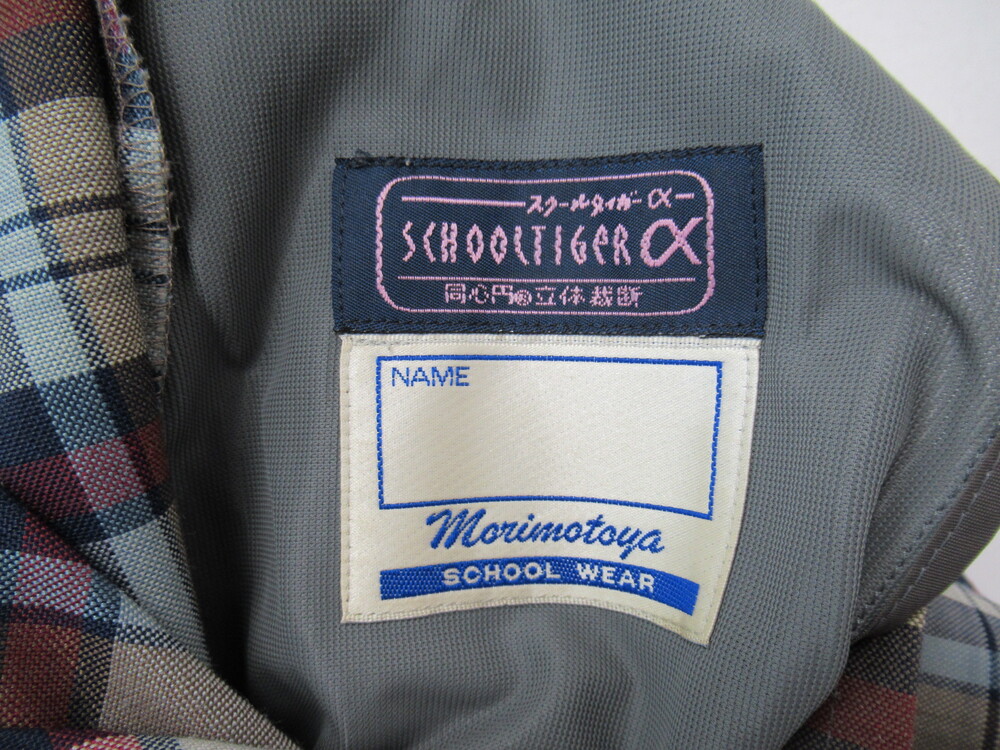 スクールタイガーα
SCHOOLTIGER α
同心円の立体裁断
NAME
Morimotoya
SCHOOL WEAR